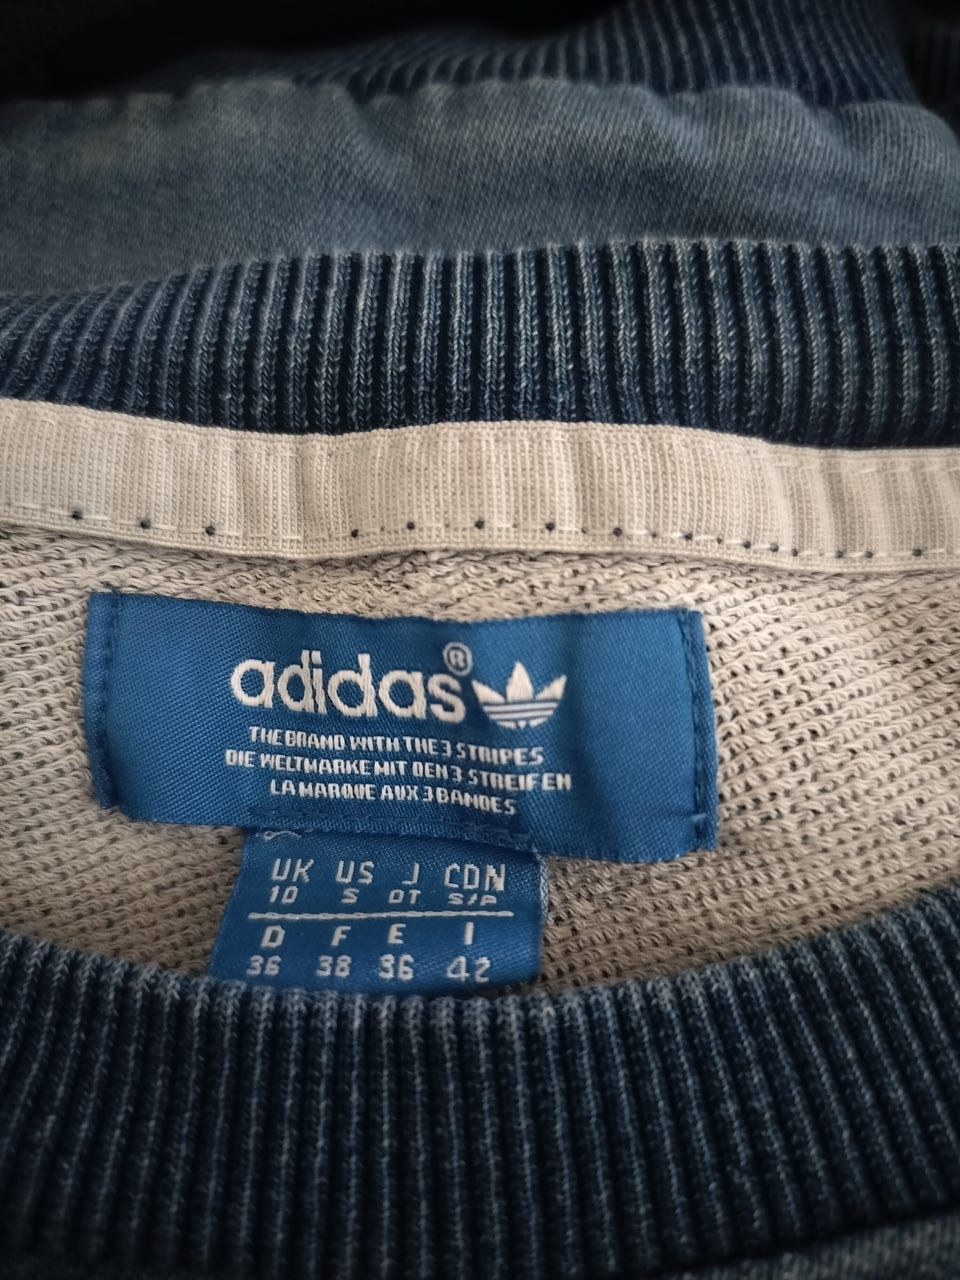 adidas®
THE BRAND WITH THE 3 STRIPES
DIE WELTMARKE MIT DEN 3 STREIFEN
LA MARQUE AUX 3 BANDES
UK US J CDN
10 S OT S/P
D F E I
36 38 36 42